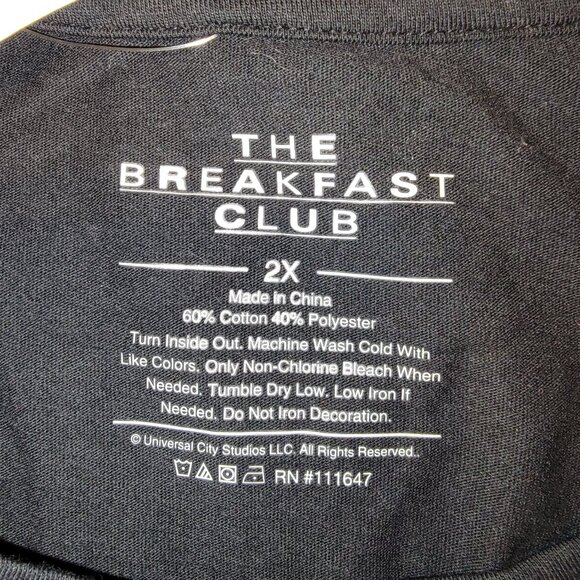 THE
BREAKFAST
CLUB
2X
Made in China
60% Cotton 40% Polyester
Turn Inside Out. Machine Wash Cold With
Like Colors. Only Non-Chlorine Bleach When
Needed. Tumble Dry Low. Low Iron If
Needed. Do Not Iron Decoration.
© Universal City Studios LLC. All Rights Reserved..
RN #111647